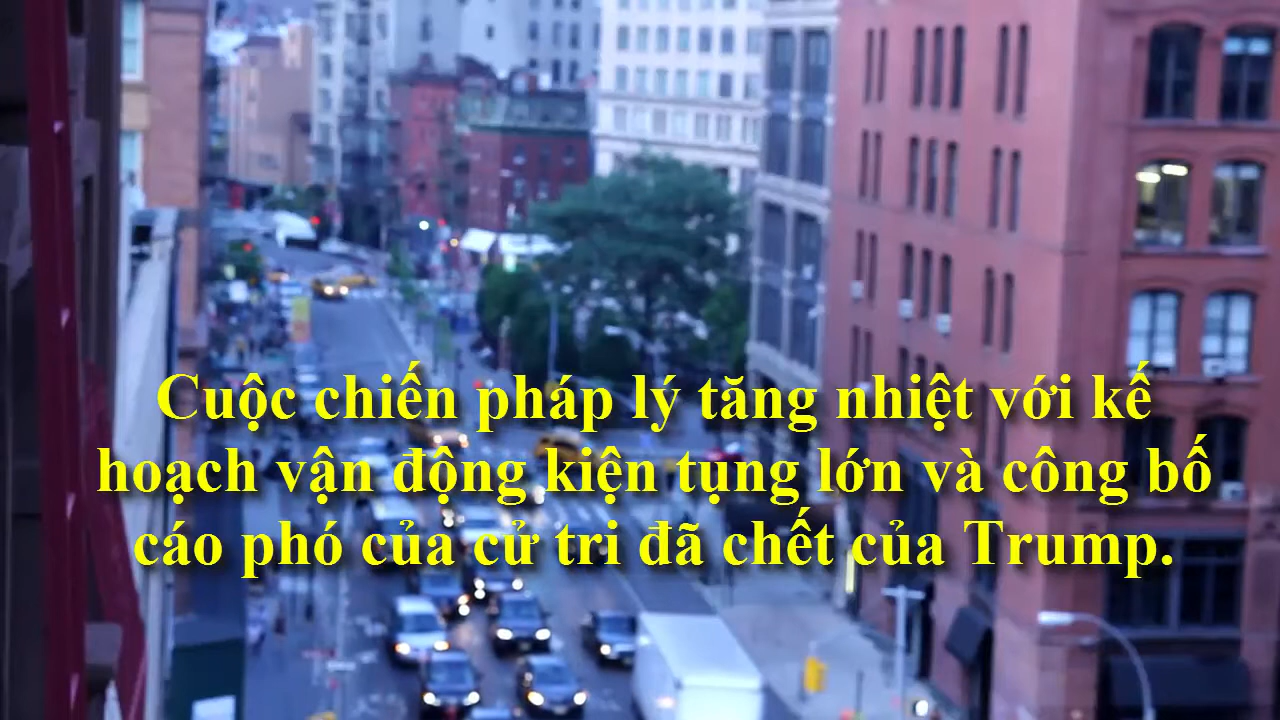 Cuộc chiến pháp lý tăng nhiệt với kế
hoạch vận động kiện tụng lớn và công bố
cáo phó của cử tri đã chết của Trump.